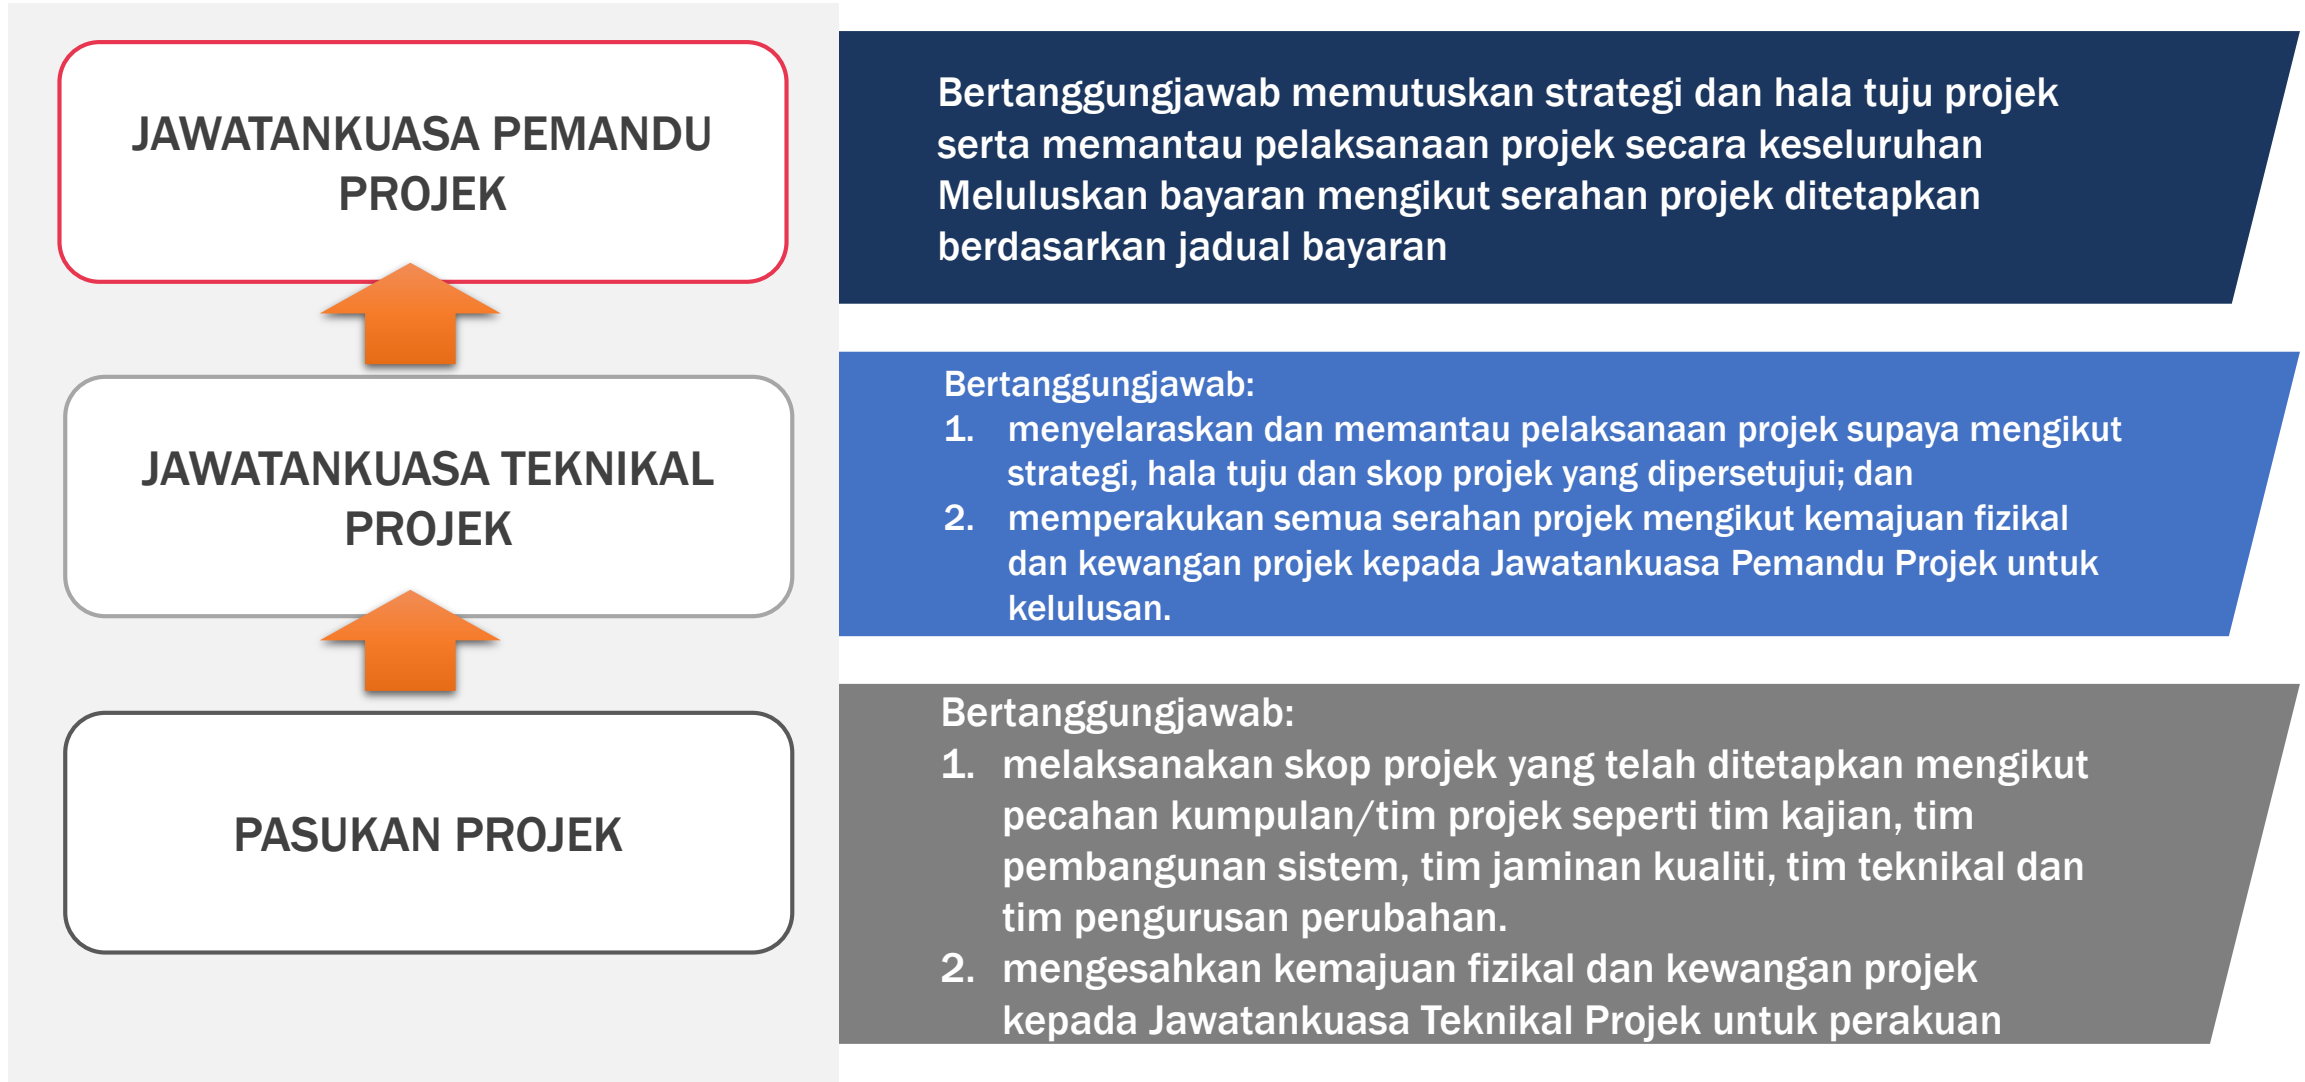 JAWATANKUASA PEMANDU
PROJEK
Bertanggungjawab memutuskan strategi dan hala tuju projek
serta memantau pelaksanaan projek secara keseluruhan
Meluluskan bayaran mengikut serahan projek ditetapkan
berdasarkan jadual bayaran
JAWATANKUASA TEKNIKAL
PROJEK
Bertanggungjawab:
1. menyelaraskan dan memantau pelaksanaan projek supaya mengikut
strategi, hala tuju dan skop projek yang dipersetujui; dan
2. memperakukan semua serahan projek mengikut kemajuan fizikal
dan kewangan projek kepada Jawatankuasa Pemandu Projek untuk
kelulusan.
PASUKAN PROJEK
Bertanggungjawab:
1. melaksanakan skop projek yang telah ditetapkan mengikut
pecahan kumpulan/tim projek seperti tim kajian, tim
pembangunan sistem, tim jaminan kualiti, tim teknikal dan
tim pengurusan perubahan.
2. mengesahkan kemajuan fizikal dan kewangan projek
kepada Jawatankuasa Teknikal Projek untuk perakuan